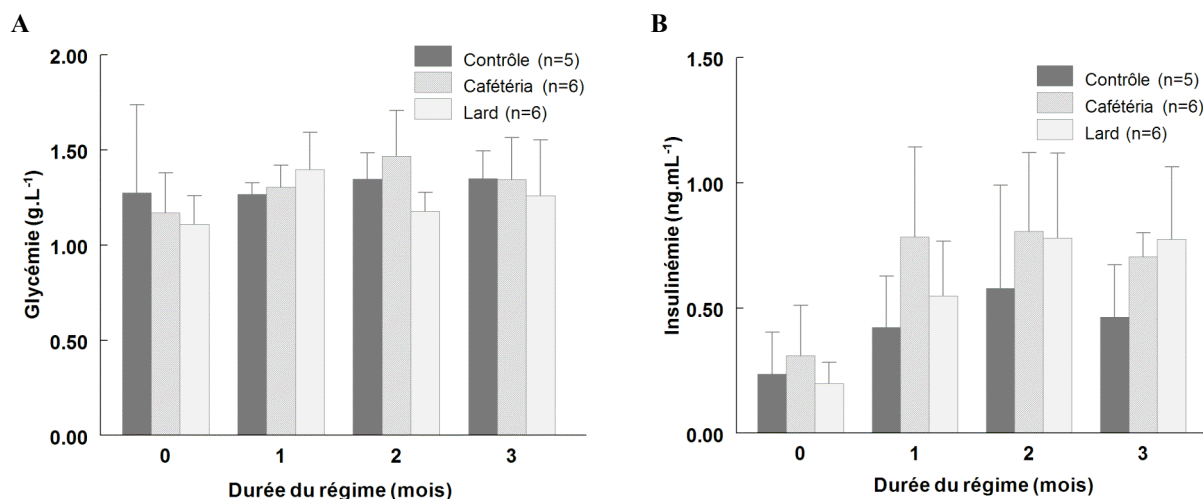 A
2.00
1.50
1.00
0.50
0.00
Glycémie (g.L⁻¹)
Contrôle (n=5)
Cafétéria (n=6)
Lard (n=6)
0 1 2 3
Durée du régime (mois)
B
1.50
1.00
0.50
0.00
Insulinémie (ng.mL⁻¹)
Contrôle (n=5)
Cafétéria (n=6)
Lard (n=6)
0 1 2 3
Durée du régime (mois)